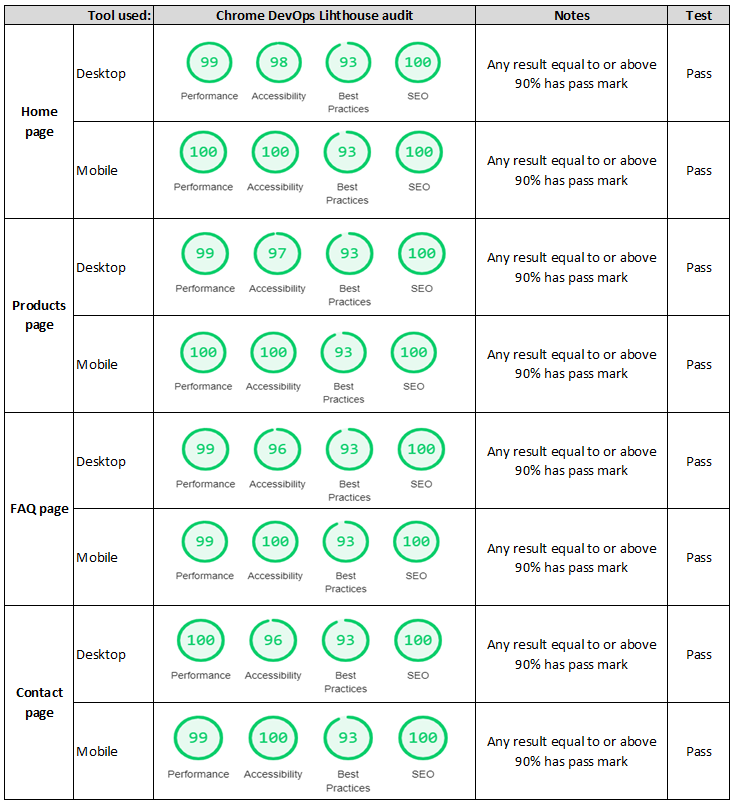 Tool used: Chrome DevOps Lihthouse audit Notes Test
Home page
Desktop
99 98 93 100
Performance Accessibility Best Practices SEO
Any result equal to or above
90% has pass mark
Pass
Mobile
100 100 93 100
Performance Accessibility Best Practices SEO
Any result equal to or above
90% has pass mark
Pass
Products page
Desktop
99 97 93 100
Performance Accessibility Best Practices SEO
Any result equal to or above
90% has pass mark
Pass
Mobile
100 100 93 100
Performance Accessibility Best Practices SEO
Any result equal to or above
90% has pass mark
Pass
FAQ page
Desktop
99 96 93 100
Performance Accessibility Best Practices SEO
Any result equal to or above
90% has pass mark
Pass
Mobile
99 100 93 100
Performance Accessibility Best Practices SEO
Any result equal to or above
90% has pass mark
Pass
Contact page
Desktop
100 96 93 100
Performance Accessibility Best Practices SEO
Any result equal to or above
90% has pass mark
Pass
Mobile
99 100 93 100
Performance Accessibility Best Practices SEO
Any result equal to or above
90% has pass mark
Pass